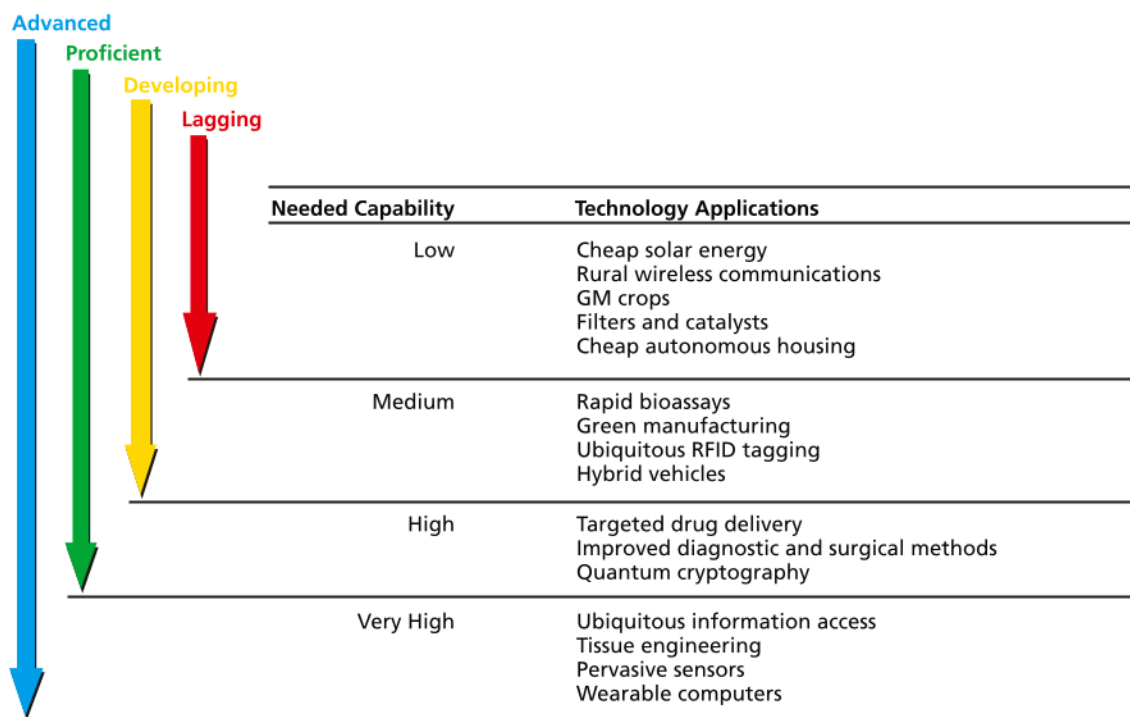 Advanced
Proficient
Developing
Lagging
Needed Capability Technology Applications
Low Cheap solar energy
Rural wireless communications
GM crops
Filters and catalysts
Cheap autonomous housing
Medium Rapid bioassays
Green manufacturing
Ubiquitous RFID tagging
Hybrid vehicles
High Targeted drug delivery
Improved diagnostic and surgical methods
Quantum cryptography
Very High Ubiquitous information access
Tissue engineering
Pervasive sensors
Wearable computers